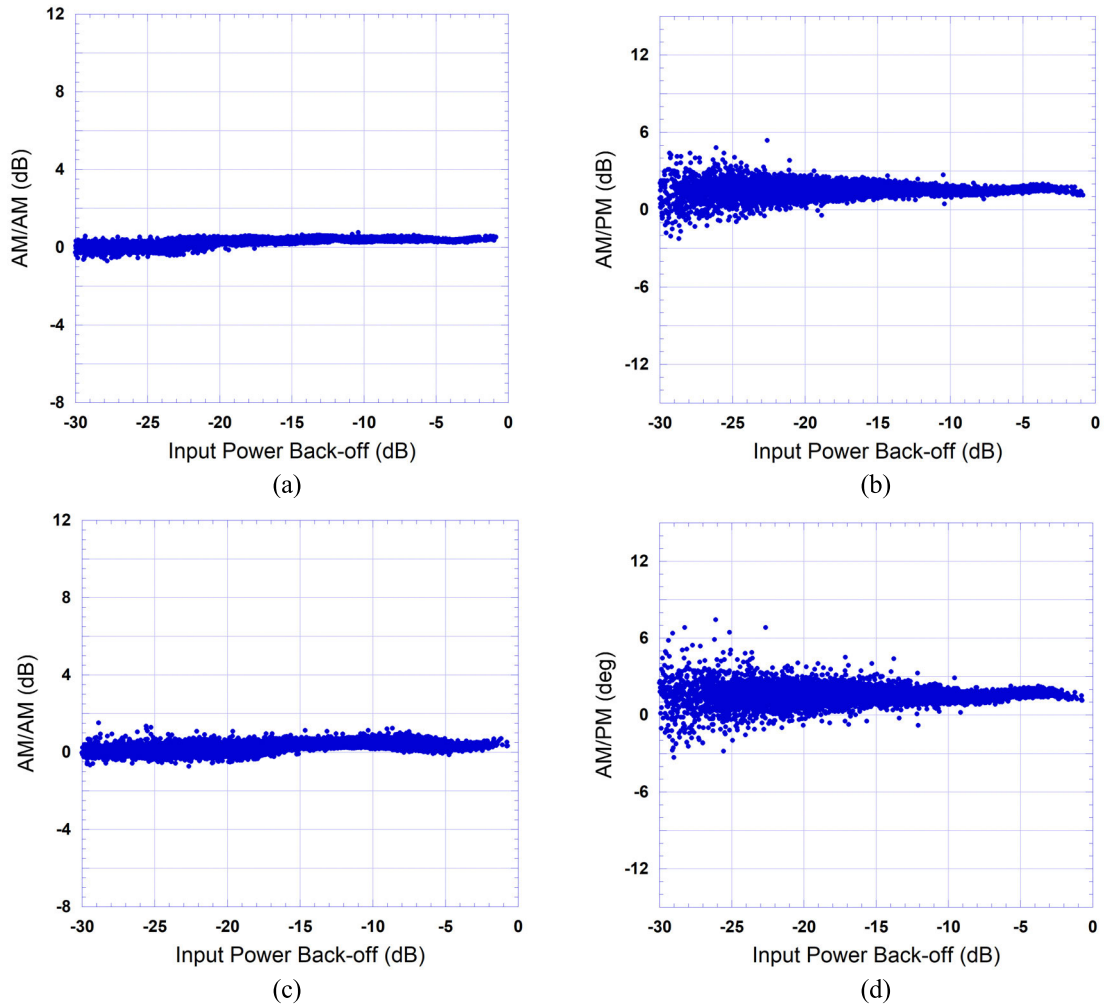 12
8
4
0
-4
-8
AM/AM (dB)
-30 -25 -20 -15 -10 -5 0
Input Power Back-off (dB)
(a)
12
6
0
-6
-12
AM/PM (dB)
-30 -25 -20 -15 -10 -5 0
Input Power Back-off (dB)
(b)
12
8
4
0
-4
-8
AM/AM (dB)
-30 -25 -20 -15 -10 -5 0
Input Power Back-off (dB)
(c)
12
6
0
-6
-12
AM/PM (deg)
-30 -25 -20 -15 -10 -5 0
Input Power Back-off (dB)
(d)